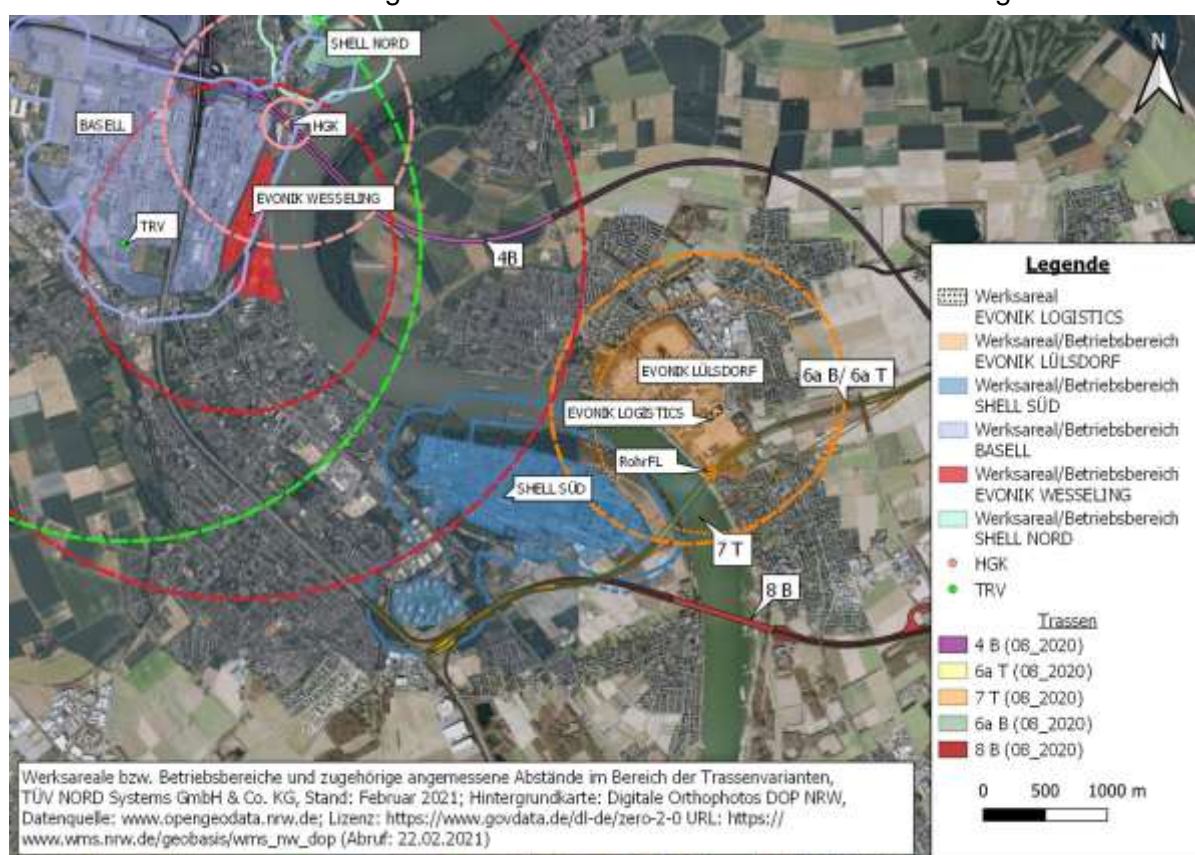 SHELL NORD
N
BASELL
HGK
EVONIK WESSELING
TRV
4B
EVONIK LÜLSDORF
6a B/ 6a T
EVONIK LOGISTICS
RohrFL
SHELL SÜD
7 T
8 B
Legende
Werksareal
EVONIK LOGISTICS
Werksareal/Betriebsbereich
EVONIK LÜLSDORF
Werksareal/Betriebsbereich
SHELL SÜD
Werksareal/Betriebsbereich
BASELL
Werksareal/Betriebsbereich
EVONIK WESSELING
Werksareal/Betriebsbereich
SHELL NORD
HGK
TRV
Trassen
4 B (08_2020)
6a T (08_2020)
7 T (08_2020)
6a B (08_2020)
8 B (08_2020)
0 500 1000 m
Werksareale bzw. Betriebsbereiche und zugehörige angemessene Abstände im Bereich der Trassenvarianten,
TÜV NORD Systems GmbH & Co. KG, Stand: Februar 2021; Hintergrundkarte: Digitale Orthophotos DOP NRW,
Datenquelle: www.opengeodata.nrw.de; Lizenz: https://www.govdata.de/dl-de/zero-2-0 URL: https://
www.wms.nrw.de/geobasis/wms_nw_dop (Abruf: 22.02.2021)